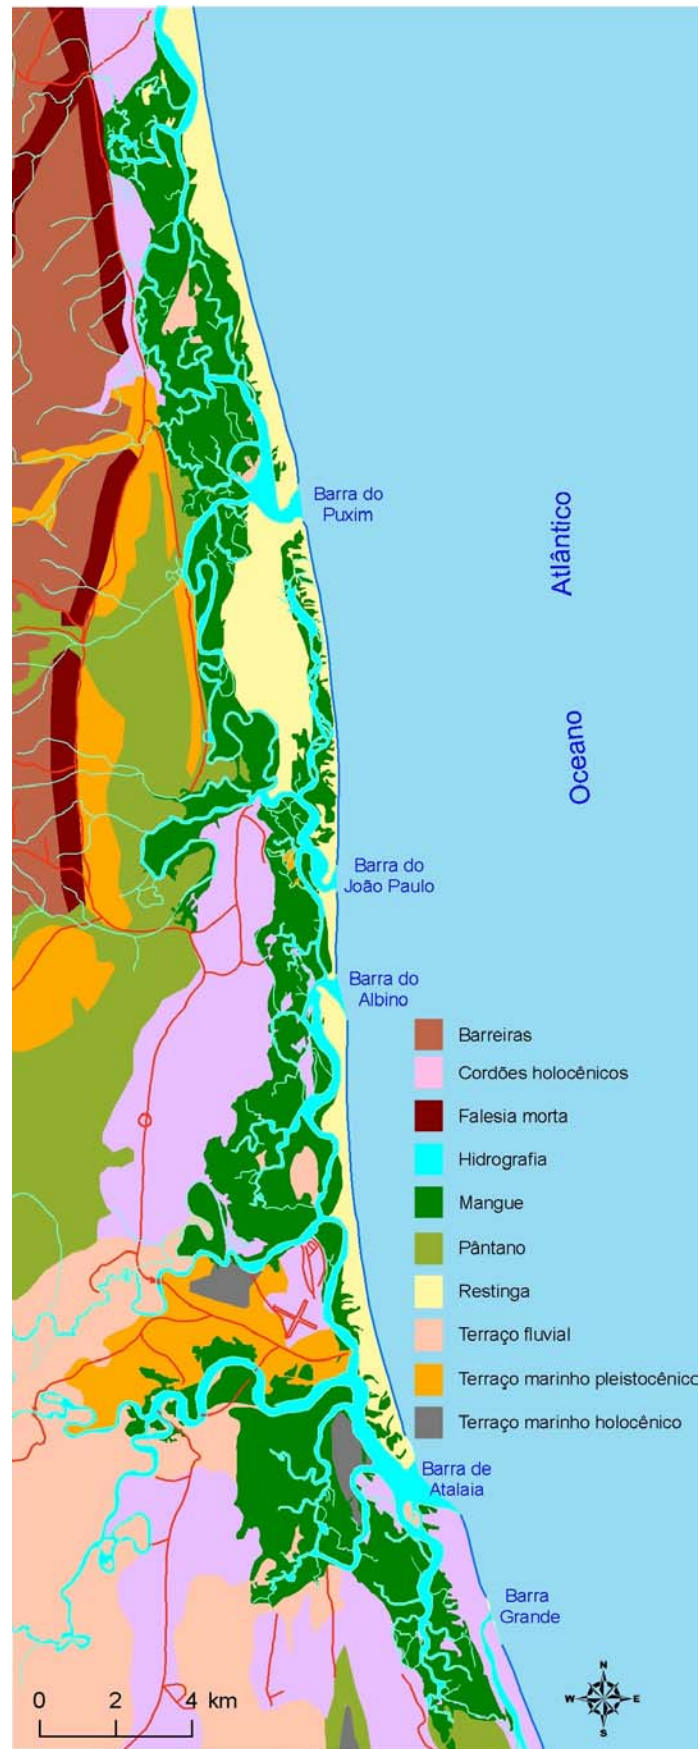 Barra do
Puxim
Atlântico
Oceano
Barra do
João Paulo
Barra do
Albino
Barreiras
Cordões holocênicos
Falesia morta
Hidrografia
Mangue
Pântano
Restinga
Terraço fluvial
Terraço marinho pleistocênico
Terraço marinho holocênico
Barra de
Atalaia
Barra
Grande
0 2 4 km
N
W E
S